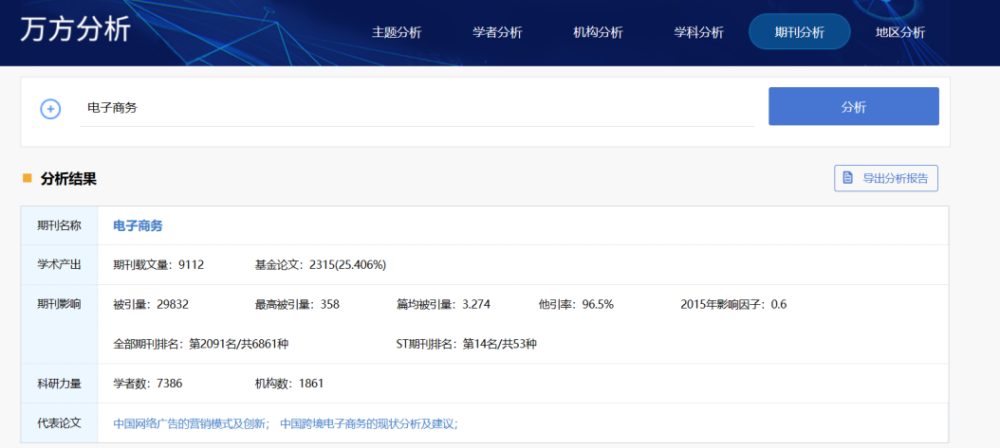 万方分析
主题分析 学者分析 机构分析 学科分析 期刊分析 地区分析
电子商务 分析
分析结果 导出分析报告
期刊名称 电子商务
学术产出 期刊载文量：9112 基金论文：2315(25.406%)
期刊影响 被引量：29832 最高被引量：358 篇均被引量：3.274 他引率：96.5% 2015年影响因子：0.6
全部期刊排名：第2091名/共6861种 ST期刊排名：第14名/共53种
科研力量 学者数：7386 机构数：1861
代表论文 中国网络广告的营销模式及创新； 中国跨境电子商务的现状分析及建议；